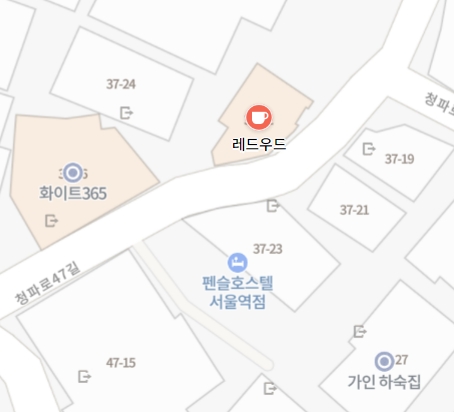 37-24
레드우드
청파로
37-19
화이트365
37-21
37-23
펜슬호스텔
서울역점
청파로47길
47-15
27
가인 하숙집